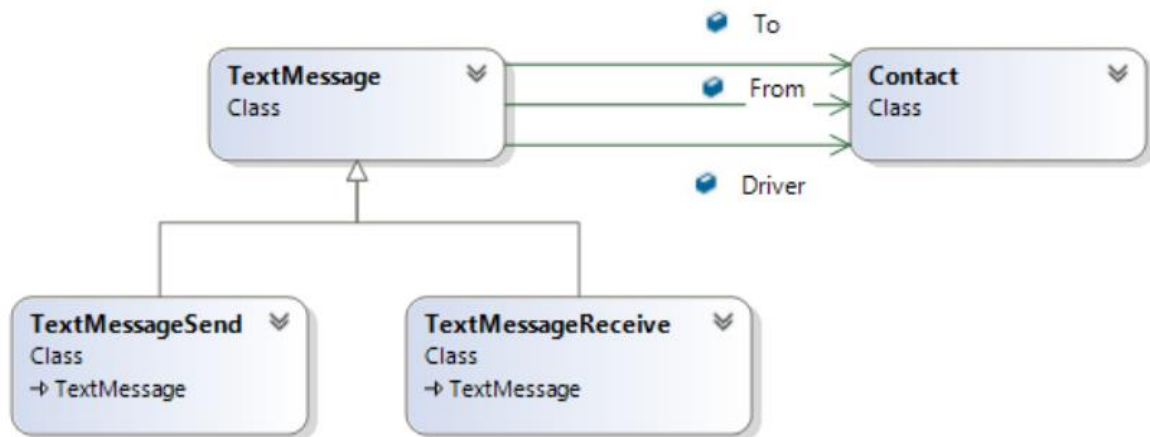 To
TextMessage
Class
From
Contact
Class
Driver
TextMessageSend
Class
TextMessage
TextMessageReceive
Class
TextMessage